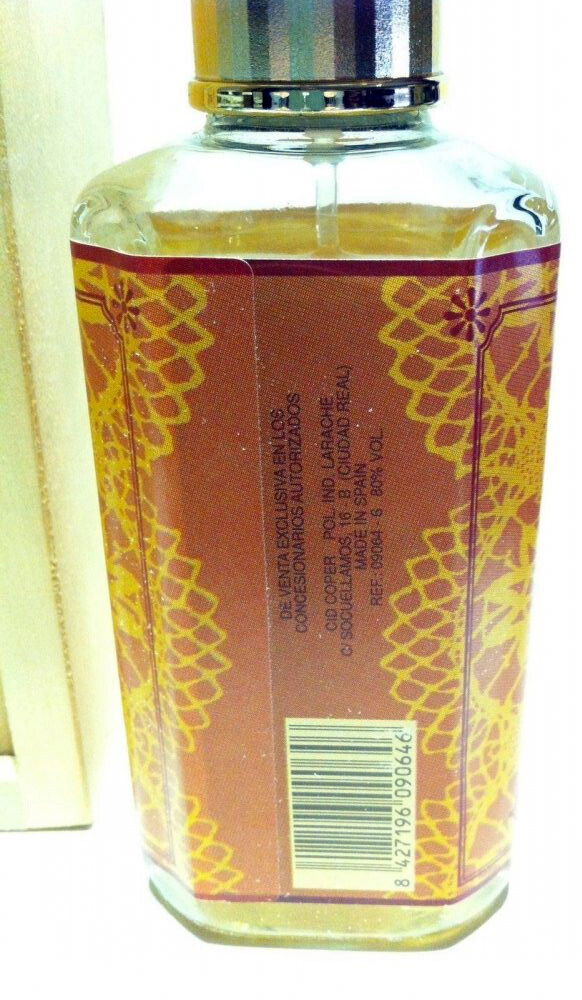 DE VENTA EXCLUSIVA EN LOS
CONCESIONARIOS AUTORIZADOS
CID COPER POL. IND. LARACHE
C/ SOCUELLAMOS, 16 B (CIUDAD REAL)
MADE IN SPAIN
REF. 09064 - 6 80% VOL.
8 427196 090646